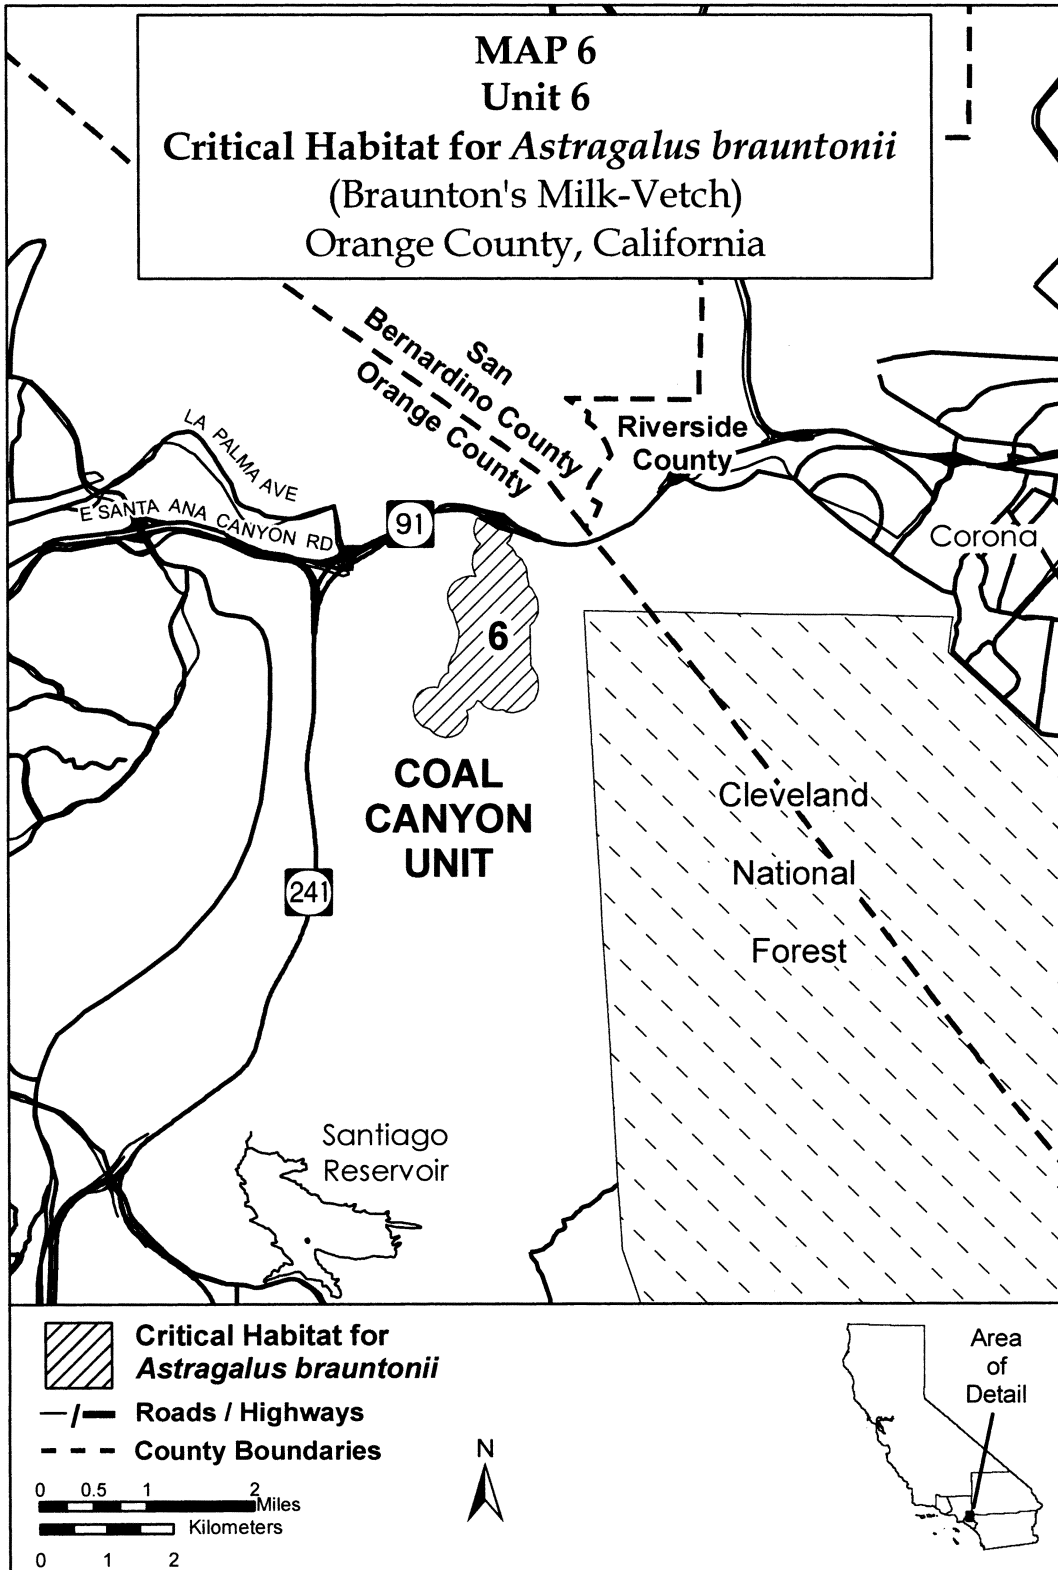 MAP 6
Unit 6
Critical Habitat for Astragalus brauntonii
(Braunton's Milk-Vetch)
Orange County, California
San
Bernardino County
Orange County
Riverside
County
LA PALMA AVE
E SANTA ANA CANYON RD
91
Corona
6
COAL
CANYON
UNIT
241
Cleveland
National
Forest
Santiago
Reservoir
Critical Habitat for
Astragalus brauntonii
Roads / Highways
County Boundaries
0 0.5 1 2
Miles
Kilometers
0 1 2
N
Area
of
Detail